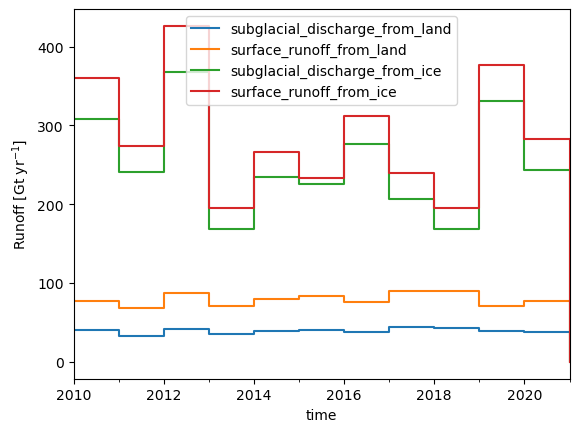 subglacial_discharge_from_land
surface_runoff_from_land
subglacial_discharge_from_ice
surface_runoff_from_ice
400
300
200
100
0
Runoff [Gt yr⁻¹]
2010 2012 2014 2016 2018 2020
time